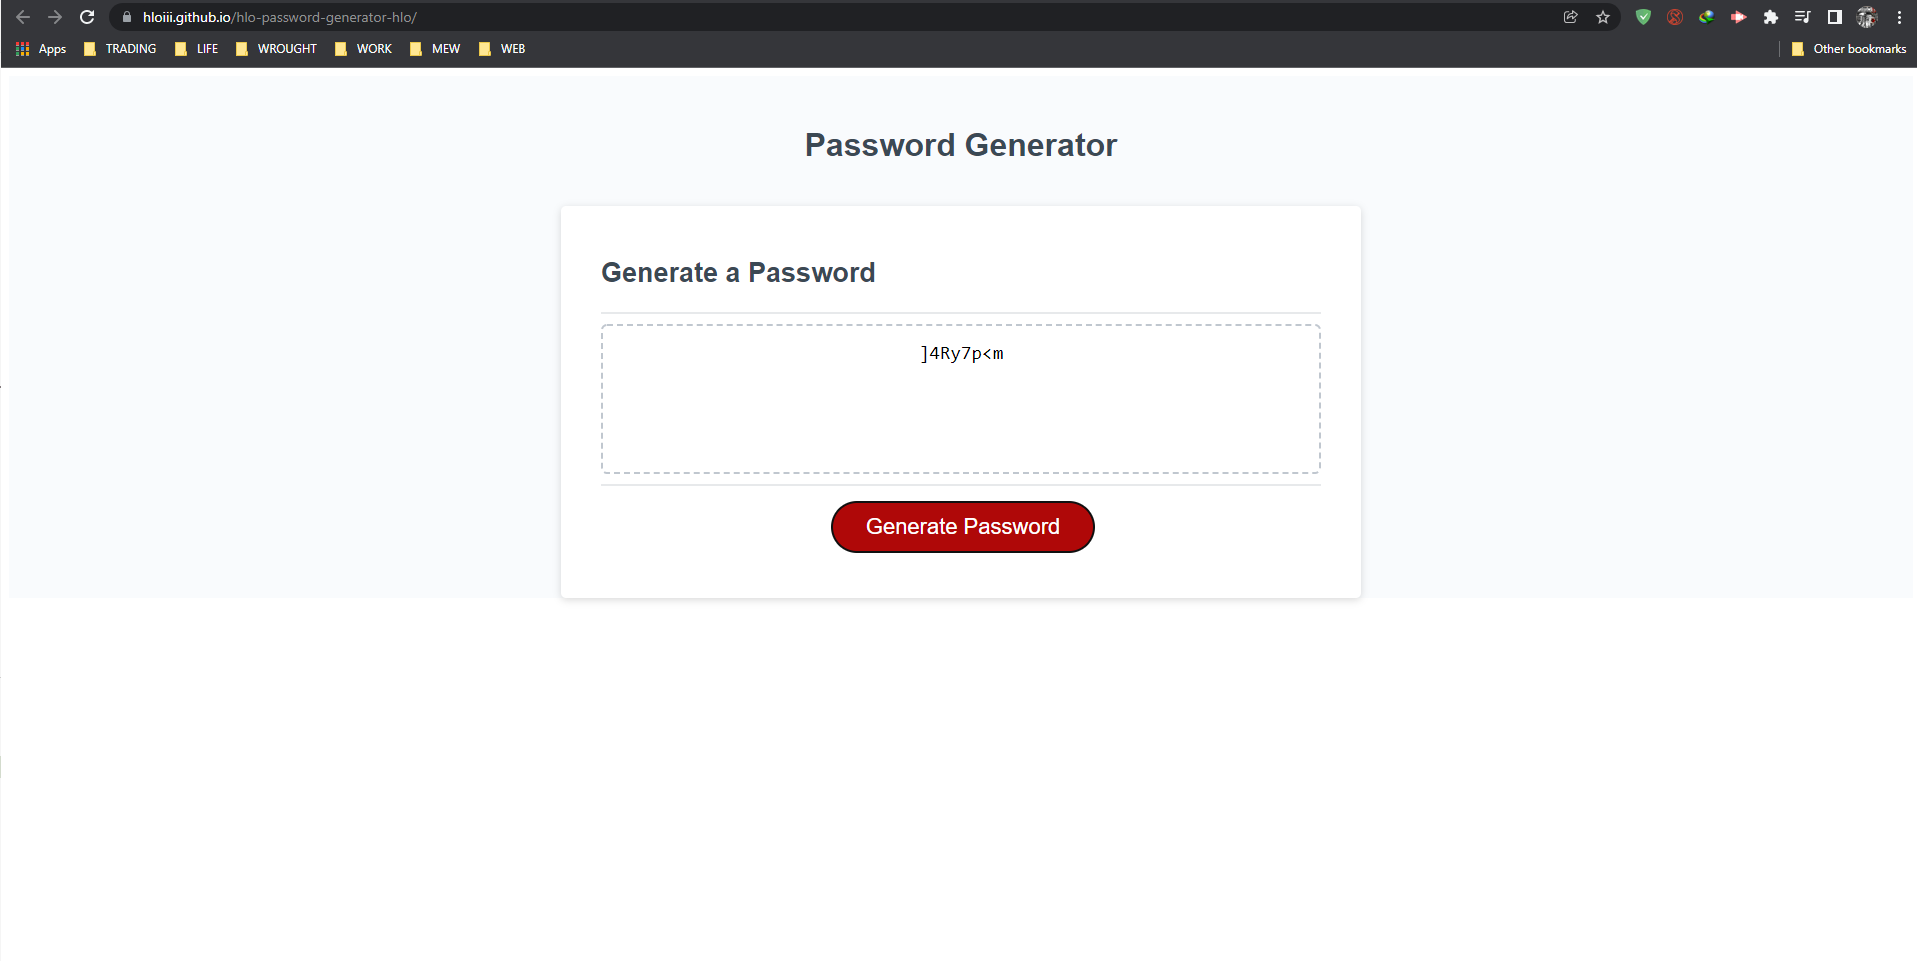 hloiii.github.io/hlo-password-generator-hlo/
Apps TRADING LIFE WROUGHT WORK MEW WEB Other bookmarks
Password Generator
Generate a Password
]4Ry7p<m
Generate Password